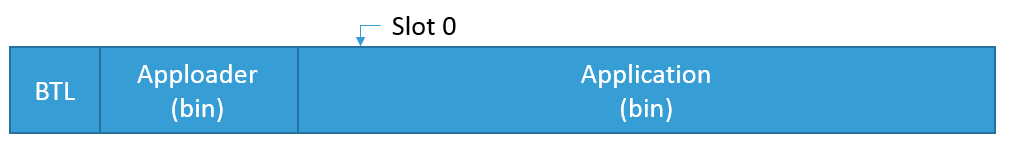 Slot 0
BTL
Apploader
(bin)
Application
(bin)